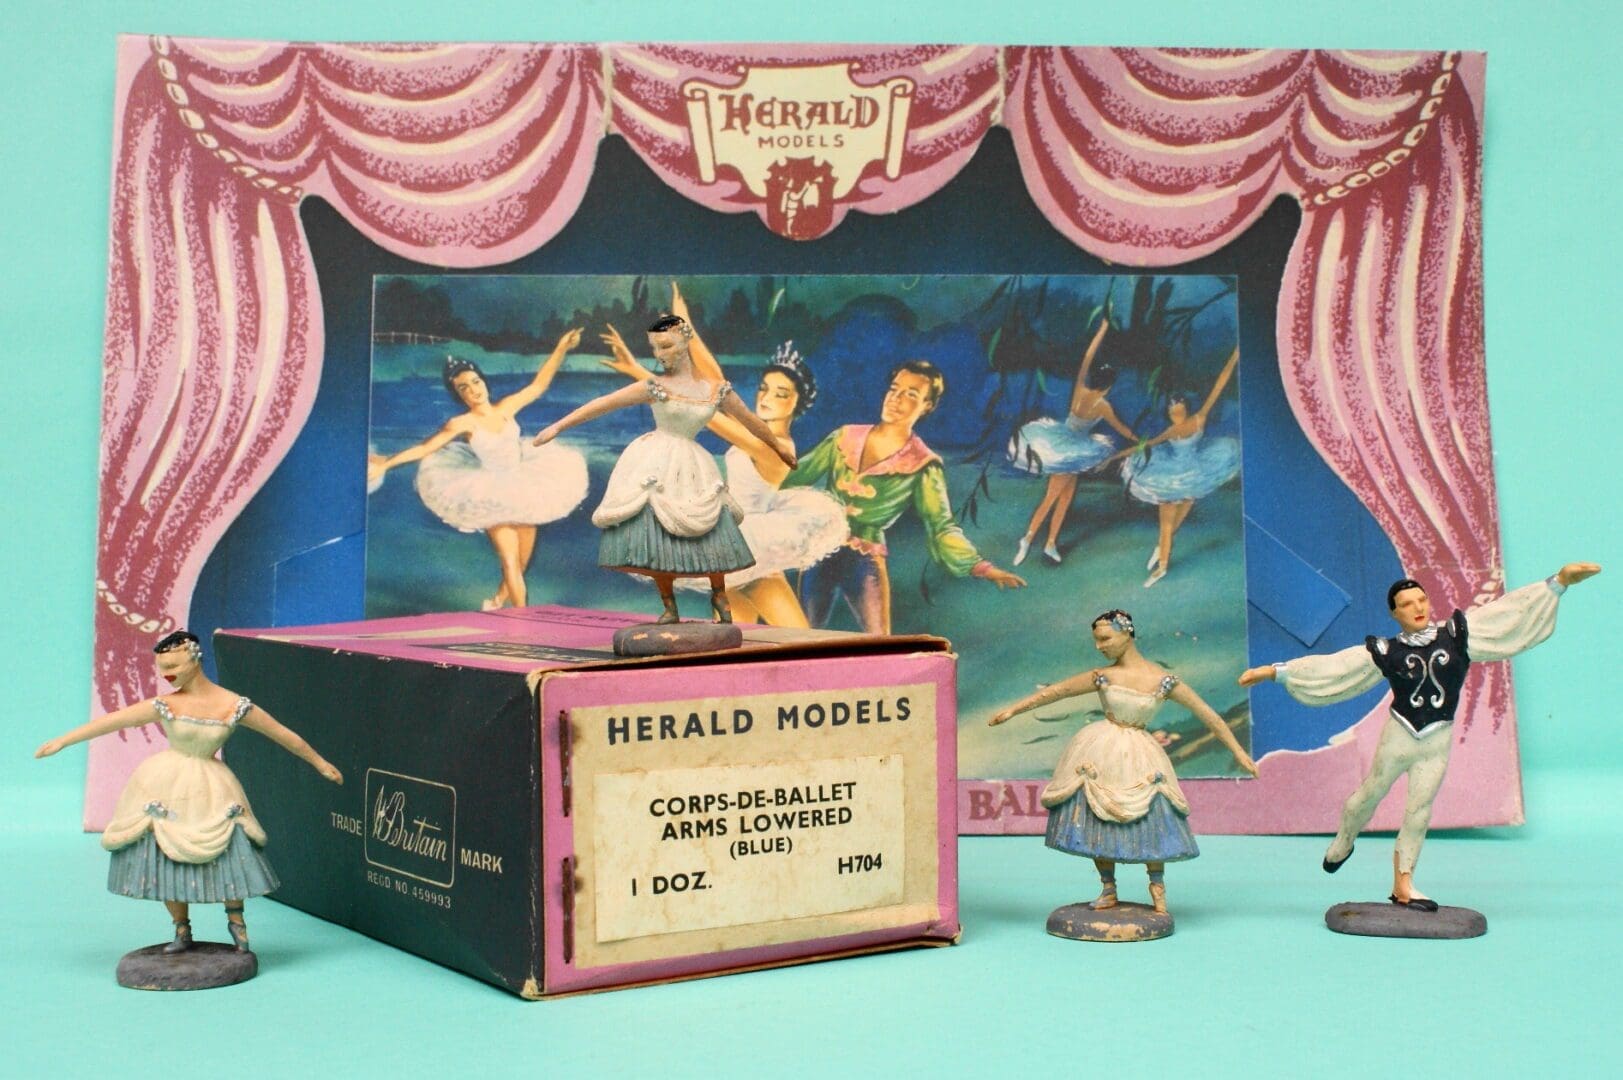 HERALD
MODELS
HERALD MODELS
CORPS-DE-BALLET
ARMS LOWERED
(BLUE)
1 DOZ.
H704
TRADE
W. Britain
MARK
REGD NO. 459993